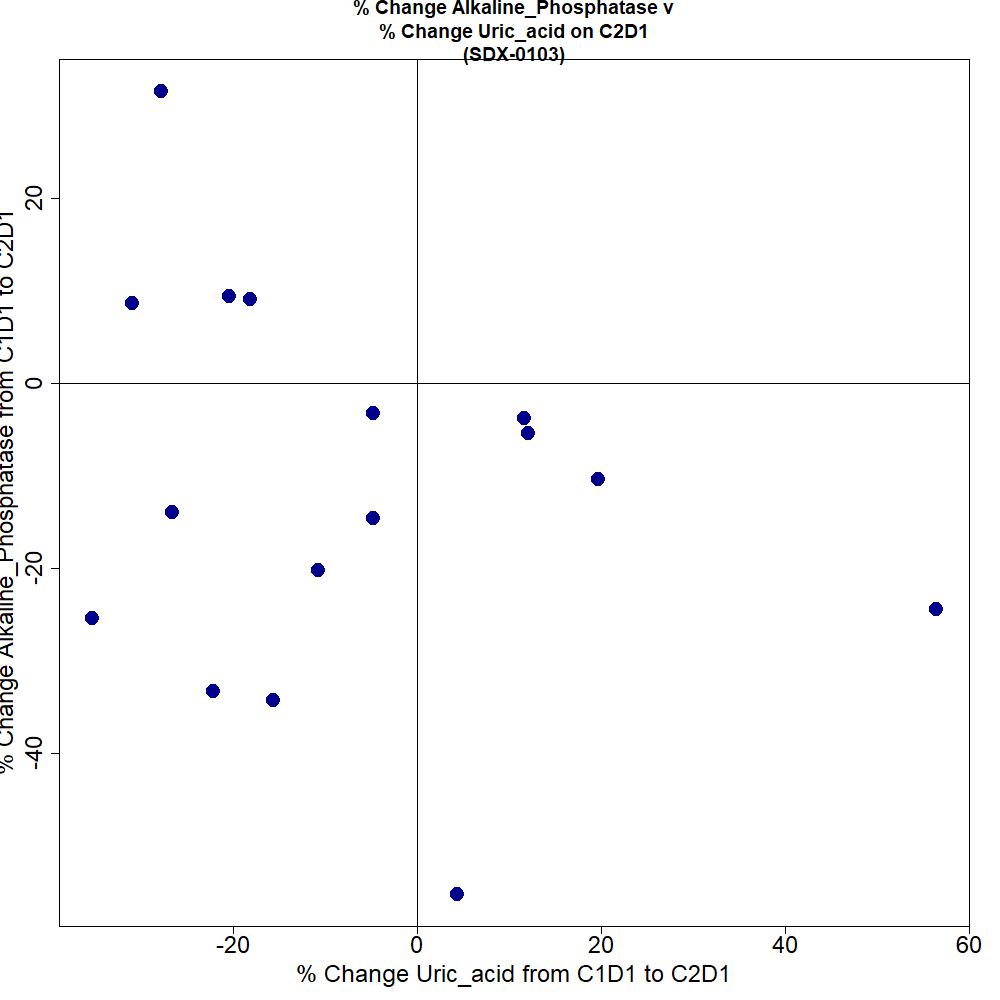 % Change Alkaline_Phosphatase v
% Change Uric_acid on C2D1
(SDX-0103)
% Change Alkaline_Phosphatase from C1D1 to C2D1
20
0
-20
-40
-20
0
20
40
60
% Change Uric_acid from C1D1 to C2D1